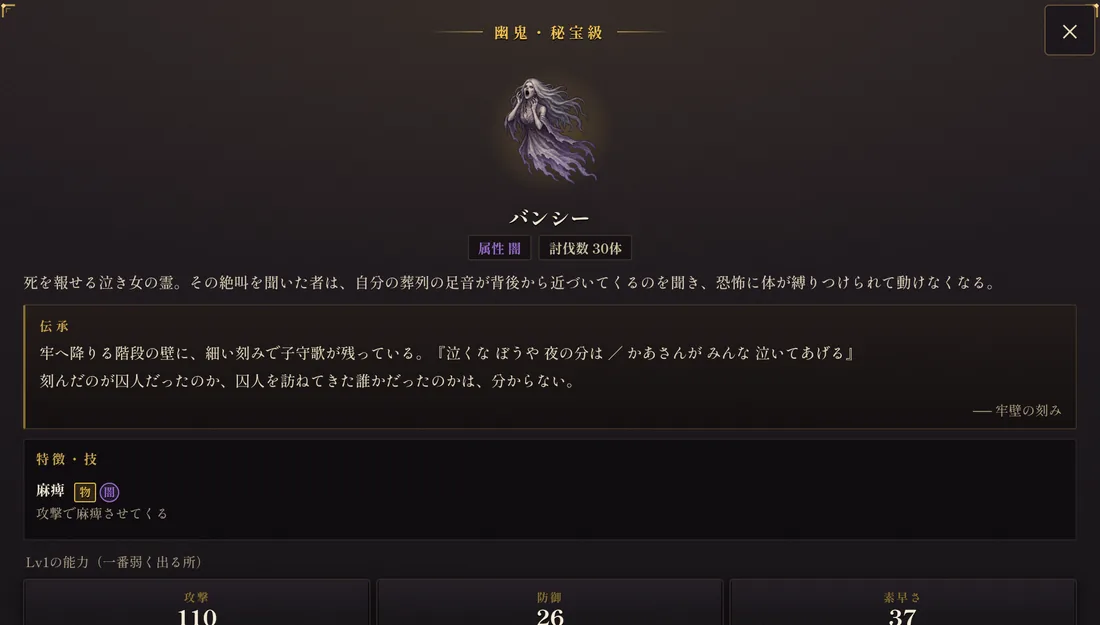 幽鬼・秘宝級
バンシー
属性 闇 討伐数 30体
死を報せる泣き女の霊。その絶叫を聞いた者は、自分の葬列の足音が背後から近づいてくるのを聞き、恐怖に体が縛りつけられて動けなくなる。
伝承
牢へ降りる階段の壁に、細い刻みで子守歌が残っている。『泣くな ぼうや 夜の分は ／ かあさんが みんな 泣いてあげる』
刻んだのが囚人だったのか、囚人を訪ねてきた誰かだったのかは、分からない。
── 牢壁の刻み
特徴・技
麻痺 物 闇
攻撃で麻痺させてくる
Lv1の能力（一番弱く出る所）
攻撃 防御 素早さ
110 26 37